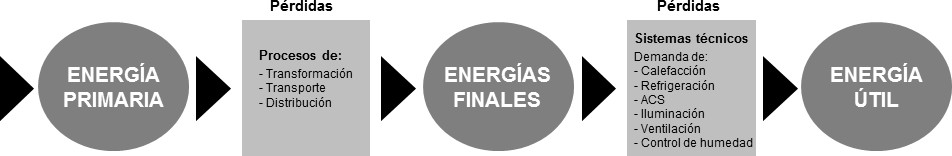 ENERGÍA
PRIMARIA
Pérdidas
Procesos de:
- Transformación
- Transporte
- Distribución
ENERGÍAS
FINALES
Pérdidas
Sistemas técnicos
Demanda de:
- Calefacción
- Refrigeración
- ACS
- Iluminación
- Ventilación
- Control de humedad
ENERGÍA
ÚTIL